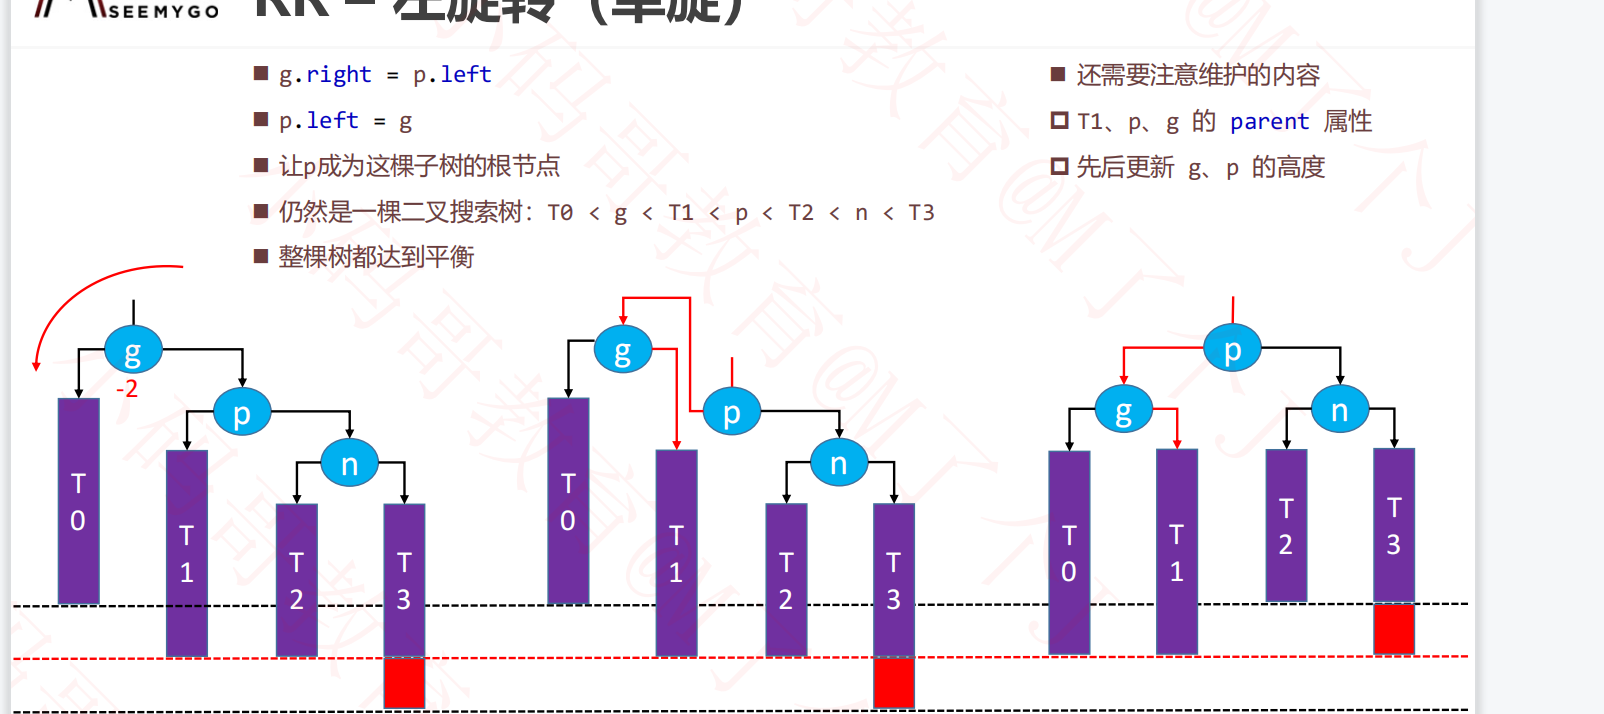 SEEMYGO
RR – 左旋转（单旋）
g.right = p.left
p.left = g
让p成为这棵子树的根节点
仍然是一棵二叉搜索树：T0 < g < T1 < p < T2 < n < T3
整棵树都达到平衡
还需要注意维护的内容
T1、p、g 的 parent 属性
先后更新 g、p 的高度
g
-2
p
n
T0
T1
T2
T3
g
p
n
T0
T1
T2
T3
p
g
n
T0
T1
T2
T3